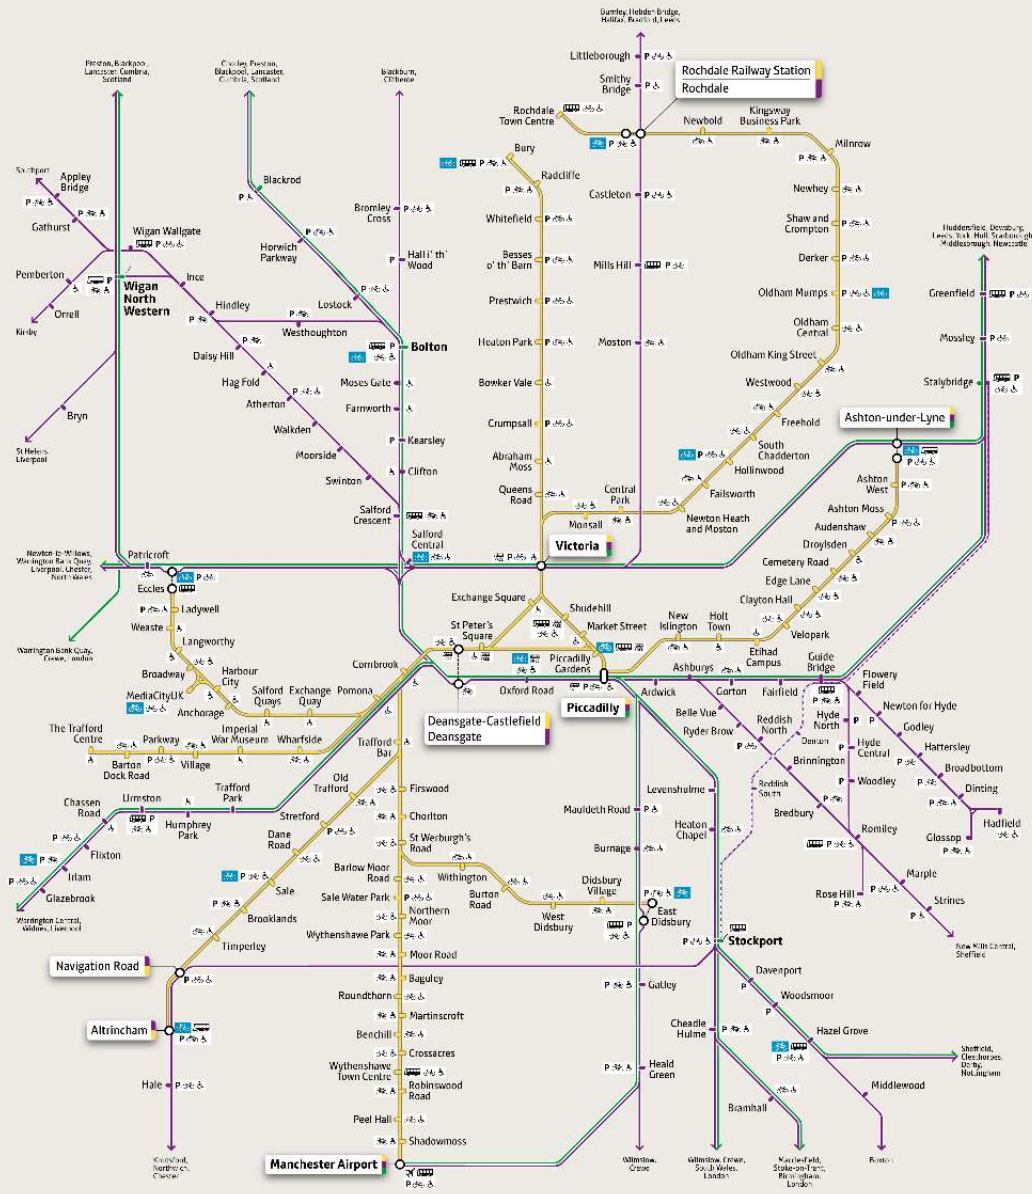 Burnley, Hebden Bridge,
Halifax, Bradford, Leeds
Preston, Blackpool,
Lancaster, Cumbria,
Scotland
Chorley, Preston,
Blackpool, Lancaster,
Cumbria, Scotland
Blackburn,
Clitheroe
Littleborough
Smithy
Bridge
Rochdale Railway Station
Rochdale
Rochdale
Town Centre
Newbold
Kingsway
Business Park
Milnrow
Bury
Radcliffe
Castleton
Newhey
Southport
Appley
Bridge
Gathurst
Blackrod
Bromley
Cross
Whitefield
Shaw and
Crompton
Huddersfield, Dewsbury,
Leeds, York, Hull, Scarborough
Middlesbrough, Newcastle
Wigan Wallgate
Horwich
Parkway
Hall i' th'
Wood
Besses
o' th' Barn
Mills Hill
Derker
Pemberton
Wigan
North
Western
Ince
Orrell
Kirkby
Hindley
Lostock
Westhoughton
Prestwich
Oldham Mumps
Greenfield
Oldham
Central
Bolton
Daisy Hill
Heaton Park
Moston
Mossley
Oldham King Street
Hag Fold
Moses Gate
Bowker Vale
Westwood
Stalybridge
Bryn
Atherton
Farnworth
Freehold
Ashton-under-Lyne
St Helens,
Liverpool
Walkden
Kearsley
Crumpsall
South
Chadderton
Moorside
Clifton
Abraham
Moss
Hollinwood
Swinton
Queens
Road
Central
Park
Failsworth
Ashton
West
Salford
Crescent
Monsall
Newton Heath
and Moston
Ashton Moss
Salford
Central
Victoria
Audenshaw
Newton-le-Willows,
Warrington Bank Quay,
Liverpool, Chester,
North Wales
Patricroft
Droylsden
Cemetery Road
Eccles
Exchange Square
Edge Lane
Ladywell
Shudehill
Clayton Hall
Weaste
St Peter's
Square
Market Street
New
Islington
Holt
Town
Velopark
Warrington Bank Quay,
Crewe, London
Langworthy
Etihad
Campus
Cornbrook
Piccadilly
Gardens
Guide
Bridge
Broadway
Harbour
City
Oxford Road
Ashburys
Flowery
Field
MediaCityUK
Salford
Quays
Exchange
Quay
Pomona
Ardwick
Gorton
Fairfield
Anchorage
Deansgate-Castlefield
Deansgate
Piccadilly
Belle Vue
Hyde
North
Newton for Hyde
The Trafford
Centre
Parkway
Imperial
War Museum
Wharfside
Ryder Brow
Reddish
North
Godley
Barton
Dock Road
Village
Trafford
Bar
Denton
Hyde
Central
Hattersley
Brinnington
Broadbottom
Chassen
Road
Urmston
Trafford
Park
Old
Trafford
Firswood
Levenshulme
Reddish
South
Woodley
Dinting
Humphrey
Park
Stretford
Chorlton
Mauldeth Road
Bredbury
Flixton
Dane
Road
St Werburgh's
Road
Heaton
Chapel
Romiley
Glossop
Hadfield
Irlam
Barlow Moor
Road
Withington
Burnage
Marple
Glazebrook
Sale
Sale Water Park
Burton
Road
Didsbury
Village
Rose Hill
Strines
Warrington Central,
Widnes, Liverpool
Brooklands
Northern
Moor
West
Didsbury
East
Didsbury
Timperley
Wythenshawe Park
Stockport
New Mills Central,
Sheffield
Navigation Road
Moor Road
Davenport
Baguley
Gatley
Woodsmoor
Roundthorn
Altrincham
Martinscroft
Cheadle
Hulme
Hazel Grove
Benchill
Crossacres
Sheffield,
Cleethorpes,
Derby,
Nottingham
Hale
Wythenshawe
Town Centre
Heald
Green
Middlewood
Robinswood
Road
Bramhall
Peel Hall
Shadowmoss
Knutsford,
Northwich,
Chester
Manchester Airport
Wilmslow,
Crewe
Wilmslow, Crewe,
South Wales,
London
Macclesfield,
Stoke-on-Trent,
Birmingham,
London
Buxton